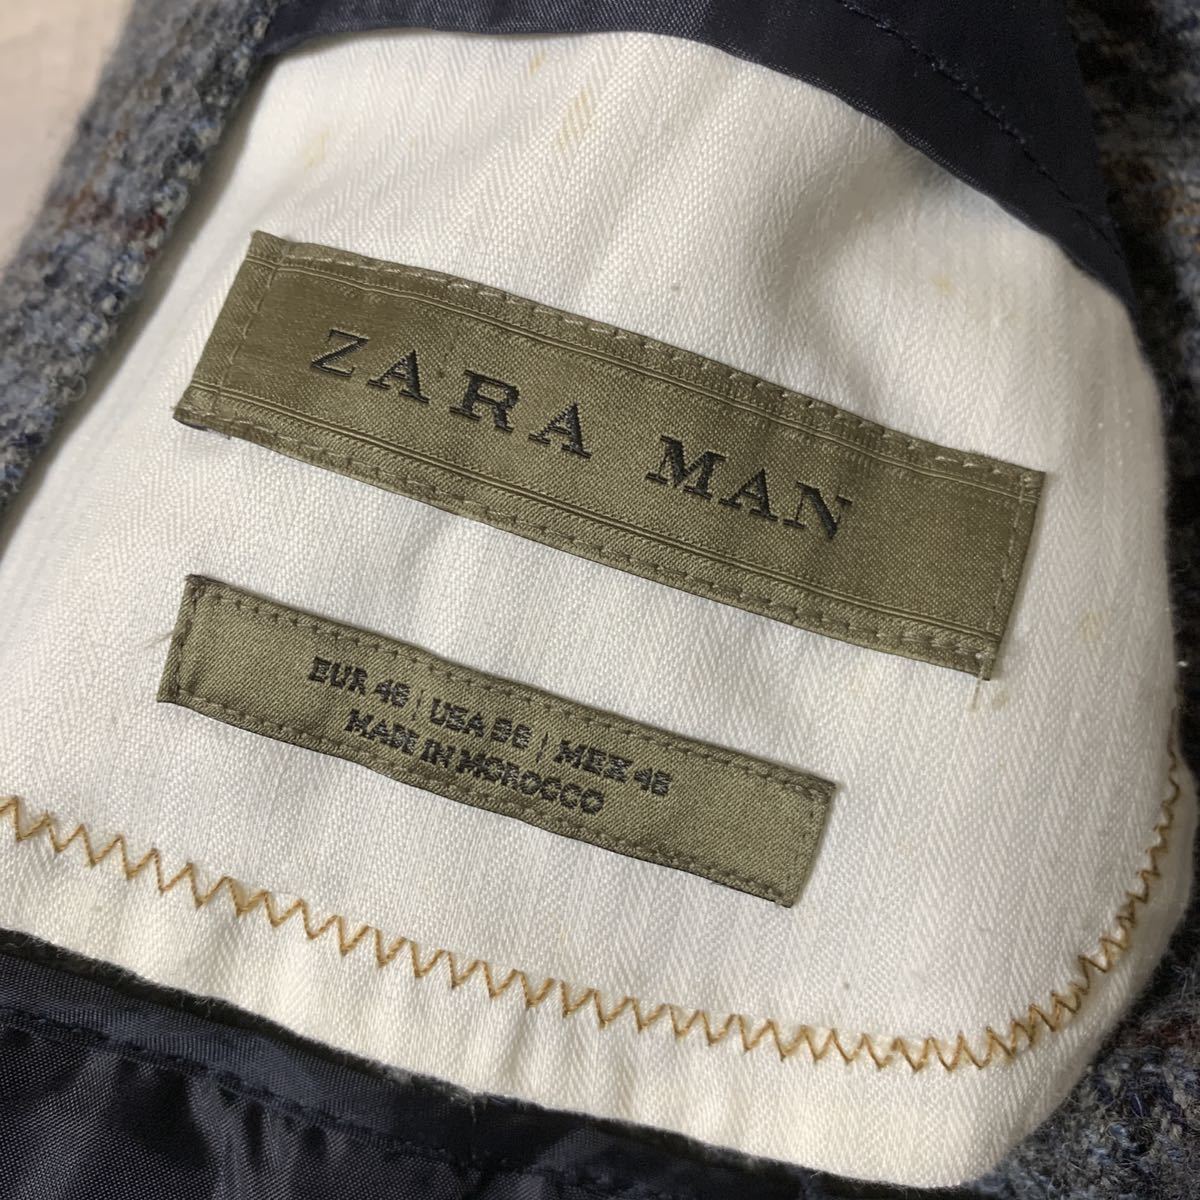 ZARA MAN
EUR 46 | USA 36 | MEX 46
MADE IN MOROCCO